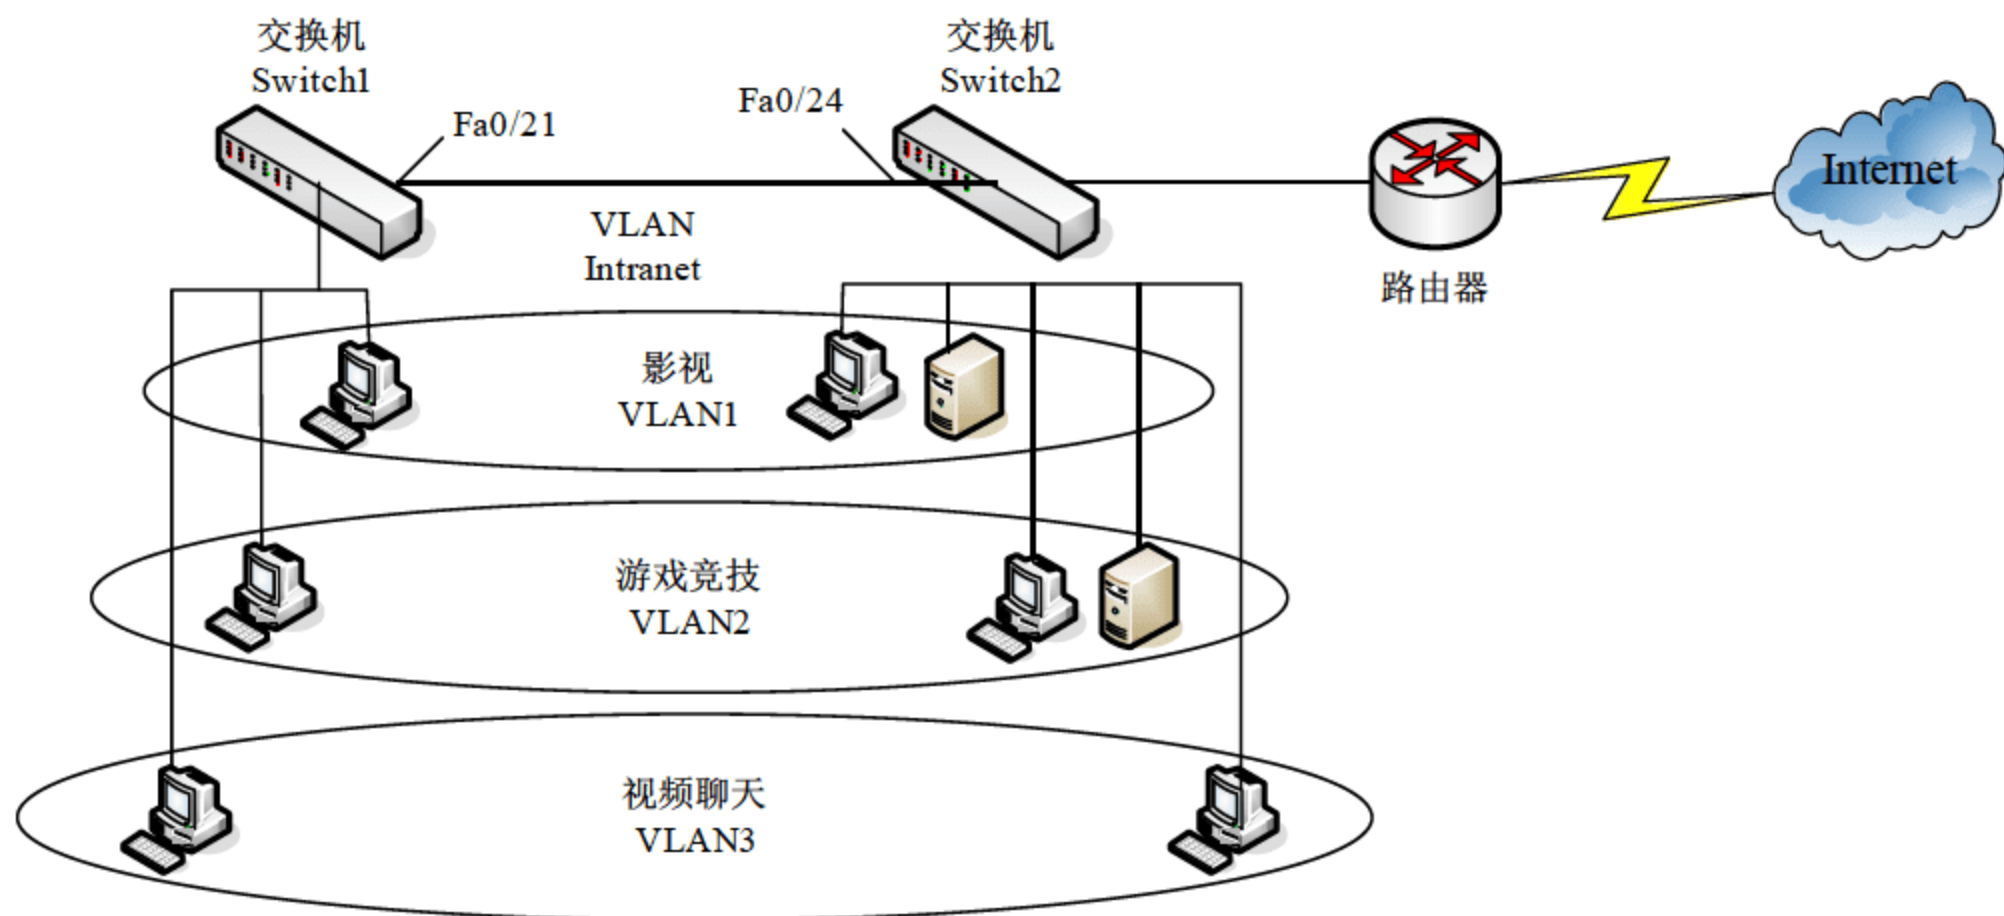 交换机
Switch1
交换机
Switch2
Fa0/21
Fa0/24
Internet
VLAN
Intranet
路由器
影视
VLAN1
游戏竞技
VLAN2
视频聊天
VLAN3